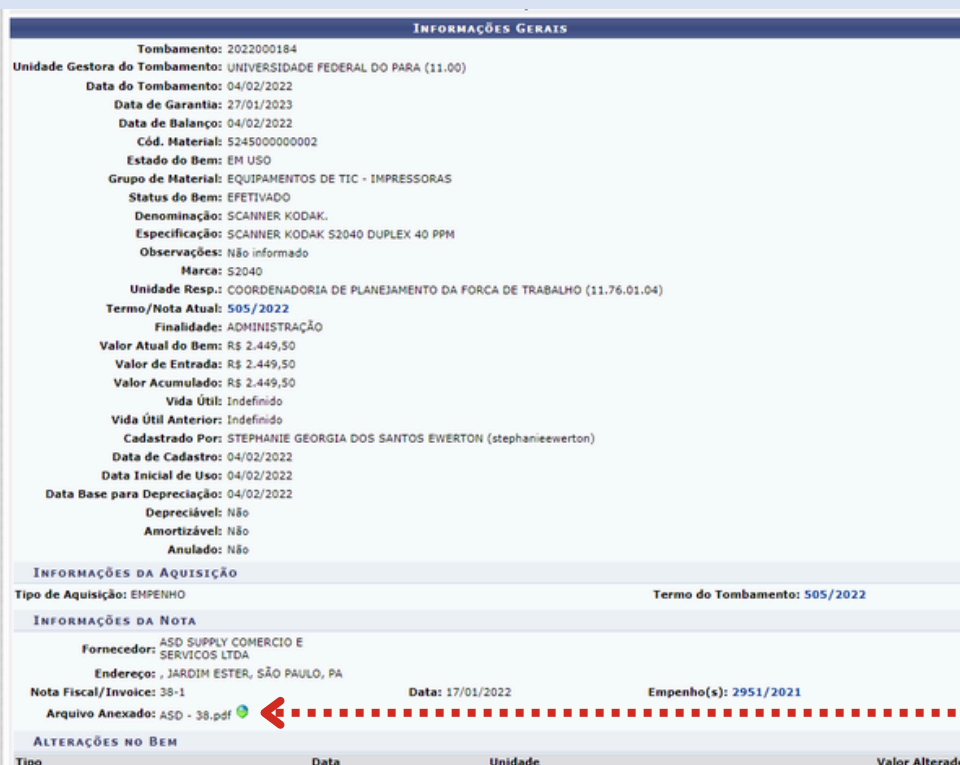 INFORMAÇÕES GERAIS
Tombamento: 2022000184
Unidade Gestora do Tombamento: UNIVERSIDADE FEDERAL DO PARA (11.00)
Data do Tombamento: 04/02/2022
Data de Garantia: 27/01/2023
Data de Balanço: 04/02/2022
Cód. Material: 5245000000002
Estado do Bem: EM USO
Grupo de Material: EQUIPAMENTOS DE TIC - IMPRESSORAS
Status do Bem: EFETIVADO
Denominação: SCANNER KODAK.
Especificação: SCANNER KODAK S2040 DUPLEX 40 PPM
Observações: Não informado
Marca: S2040
Unidade Resp.: COORDENADORIA DE PLANEJAMENTO DA FORCA DE TRABALHO (11.76.01.04)
Termo/Nota Atual: 505/2022
Finalidade: ADMINISTRAÇÃO
Valor Atual do Bem: R$ 2.449,50
Valor de Entrada: R$ 2.449,50
Valor Acumulado: R$ 2.449,50
Vida Útil: Indefinido
Vida Útil Anterior: Indefinido
Cadastrado Por: STEPHANIE GEORGIA DOS SANTOS EWERTON (stephanieewerton)
Data de Cadastro: 04/02/2022
Data Inicial de Uso: 04/02/2022
Data Base para Depreciação: 04/02/2022
Depreciável: Não
Amortizável: Não
Anulado: Não
INFORMAÇÕES DA AQUISIÇÃO
Tipo de Aquisição: EMPENHO Termo do Tombamento: 505/2022
INFORMAÇÕES DA NOTA
Fornecedor: ASD SUPPLY COMERCIO E
SERVICOS LTDA
Endereço: , JARDIM ESTER, SÃO PAULO, PA
Nota Fiscal/Invoice: 38-1 Data: 17/01/2022 Empenho(s): 2951/2021
Arquivo Anexado: ASD - 38.pdf
ALTERAÇÕES NO BEM
Tipo Data Unidade Valor Alterado